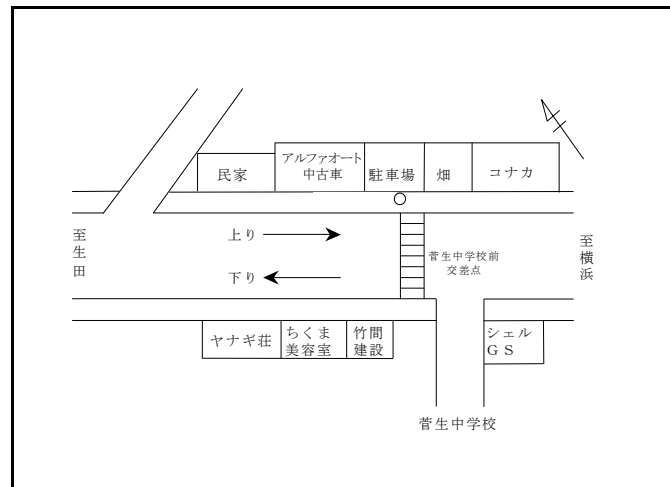 民家
アルファオート
中古車
駐車場
畑
コナカ
至生田
上り
下り
菅生中学校前
交差点
至横浜
ヤナギ荘
ちくま
美容室
竹間
建設
シェル
GS
菅生中学校